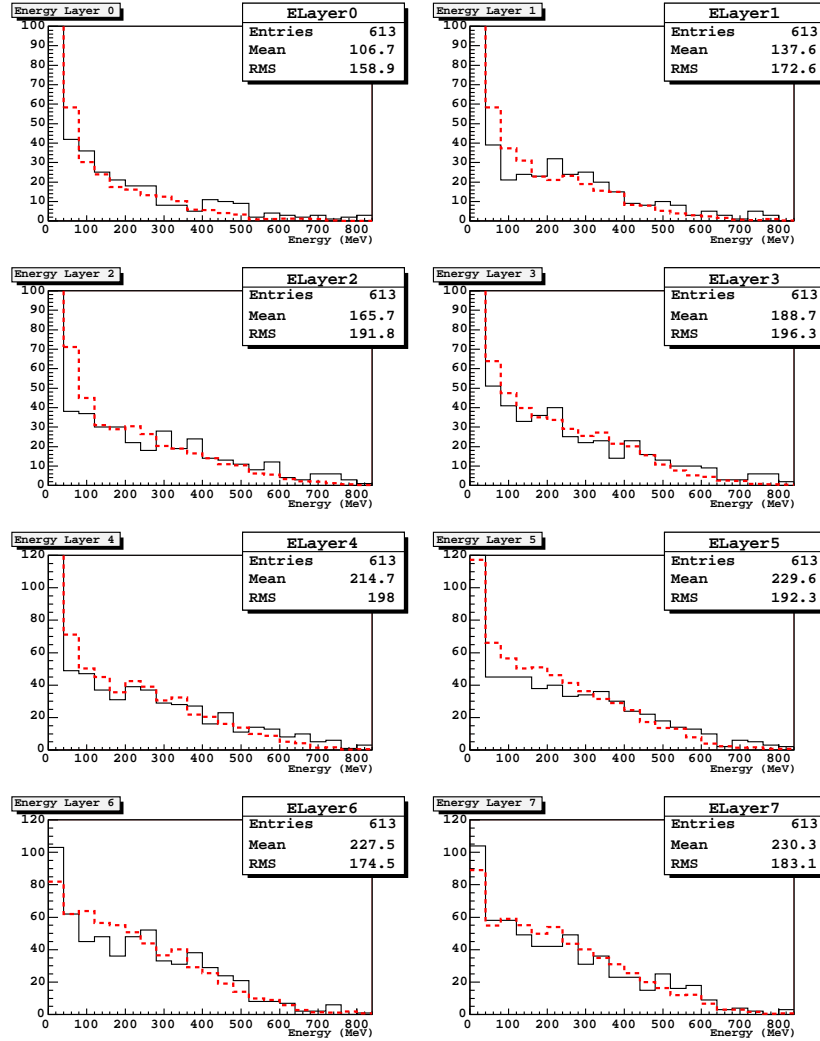 Energy Layer 0
ELayer0
Entries 613
Mean 106.7
RMS 158.9
100
90
80
70
60
50
40
30
20
10
0
0 100 200 300 400 500 600 700 800
Energy (MeV)
Energy Layer 1
ELayer1
Entries 613
Mean 137.6
RMS 172.6
100
90
80
70
60
50
40
30
20
10
0
0 100 200 300 400 500 600 700 800
Energy (MeV)
Energy Layer 2
ELayer2
Entries 613
Mean 165.7
RMS 191.8
100
90
80
70
60
50
40
30
20
10
0
0 100 200 300 400 500 600 700 800
Energy (MeV)
Energy Layer 3
ELayer3
Entries 613
Mean 188.7
RMS 196.3
100
90
80
70
60
50
40
30
20
10
0
0 100 200 300 400 500 600 700 800
Energy (MeV)
Energy Layer 4
ELayer4
Entries 613
Mean 214.7
RMS 198
120
100
80
60
40
20
0
0 100 200 300 400 500 600 700 800
Energy (MeV)
Energy Layer 5
ELayer5
Entries 613
Mean 229.6
RMS 192.3
120
100
80
60
40
20
0
0 100 200 300 400 500 600 700 800
Energy (MeV)
Energy Layer 6
ELayer6
Entries 613
Mean 227.5
RMS 174.5
120
100
80
60
40
20
0
0 100 200 300 400 500 600 700 800
Energy (MeV)
Energy Layer 7
ELayer7
Entries 613
Mean 230.3
RMS 183.1
120
100
80
60
40
20
0
0 100 200 300 400 500 600 700 800
Energy (MeV)